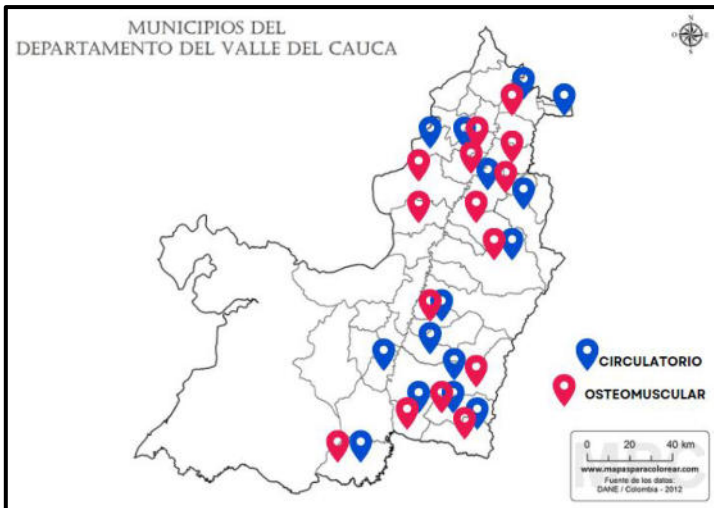 MUNICIPIOS DEL
DEPARTAMENTO DEL VALLE DEL CAUCA
N
O
E
S
CIRCULATORIO
OSTEOMUSCULAR
0 20 40 km
MPC
www.mapasparacolorear.com
Fuente de los datos:
DANE / Colombia - 2012